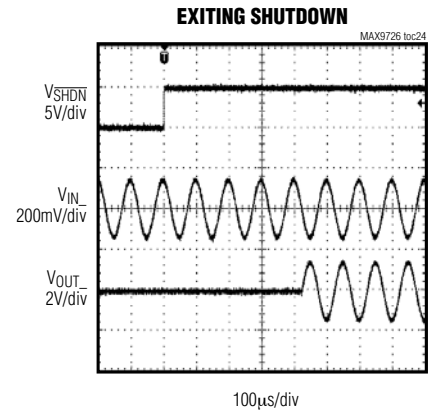 EXITING SHUTDOWN
MAX9726 toc24
T
VSHDN
5V/div
VIN_
200mV/div
VOUT_
2V/div
100μs/div